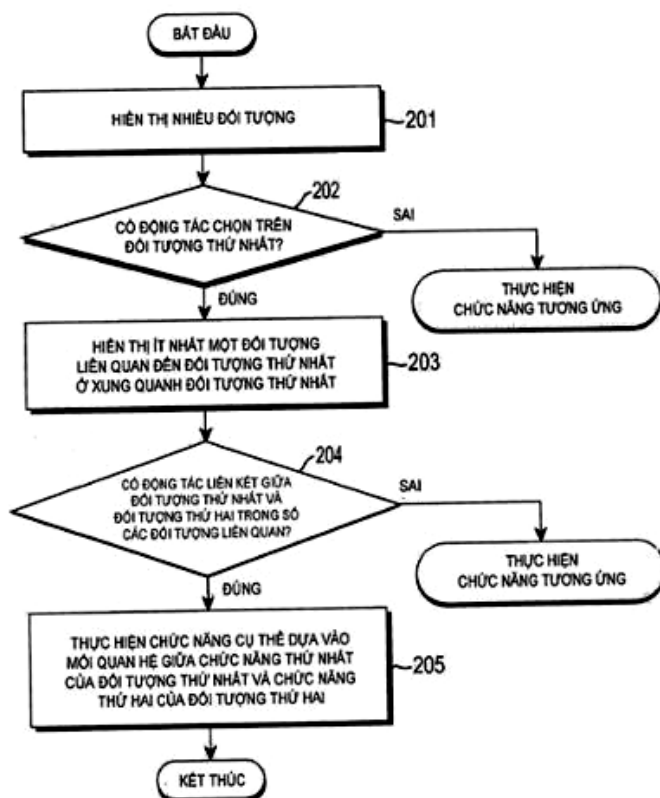 BẮT ĐẦU
HIỂN THỊ NHIỀU ĐỐI TƯỢNG
201
202
CÓ ĐỘNG TÁC CHỌN TRÊN
ĐỐI TƯỢNG THỨ NHẤT?
SAI
THỰC HIỆN
CHỨC NĂNG TƯƠNG ỨNG
ĐÚNG
HIỂN THỊ ÍT NHẤT MỘT ĐỐI TƯỢNG
LIÊN QUAN ĐẾN ĐỐI TƯỢNG THỨ NHẤT
Ở XUNG QUANH ĐỐI TƯỢNG THỨ NHẤT
203
204
CÓ ĐỘNG TÁC LIÊN KẾT GIỮA
ĐỐI TƯỢNG THỨ NHẤT VÀ
ĐỐI TƯỢNG THỨ HAI TRONG SỐ
CÁC ĐỐI TƯỢNG LIÊN QUAN?
SAI
THỰC HIỆN
CHỨC NĂNG TƯƠNG ỨNG
ĐÚNG
THỰC HIỆN CHỨC NĂNG CỤ THỂ DỰA VÀO
MỐI QUAN HỆ GIỮA CHỨC NĂNG THỨ NHẤT
CỦA ĐỐI TƯỢNG THỨ NHẤT VÀ CHỨC NĂNG
THỨ HAI CỦA ĐỐI TƯỢNG THỨ HAI
205
KẾT THÚC